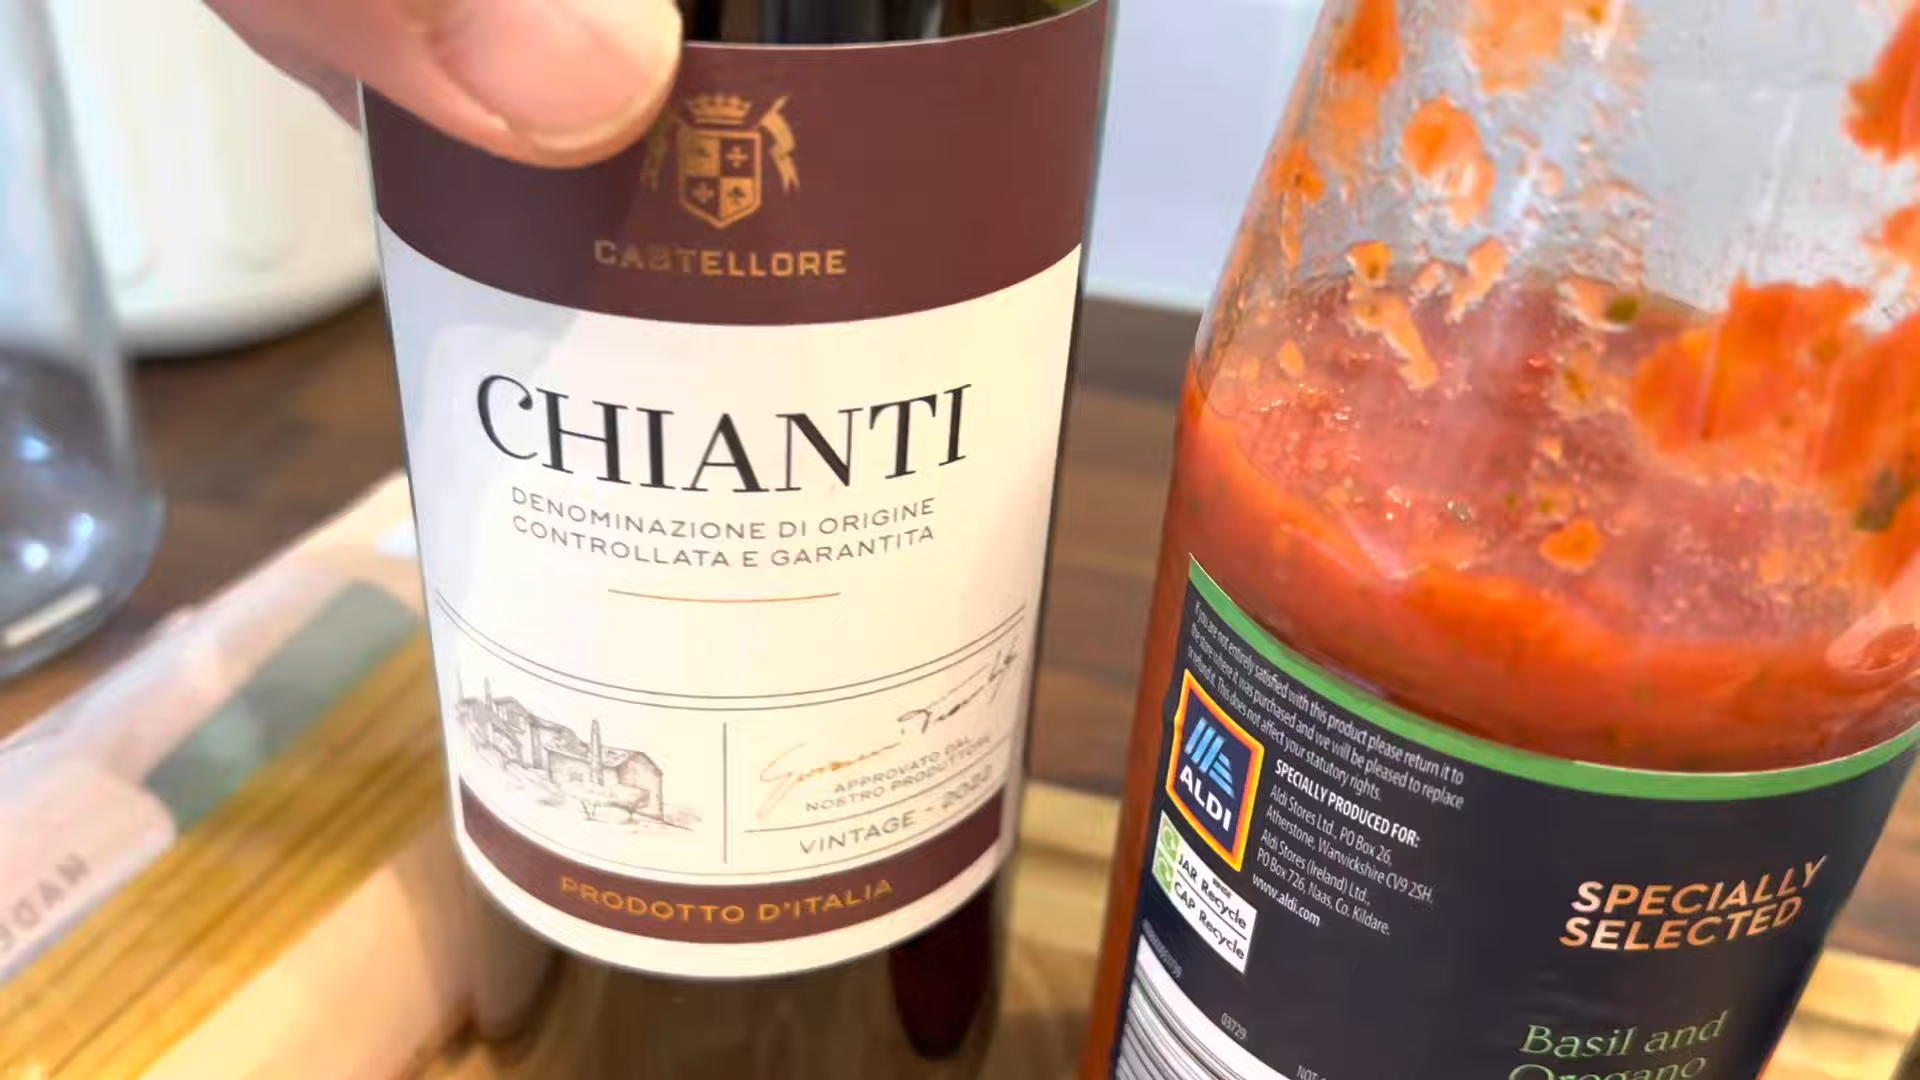 CASTELLORE
CHIANTI
DENOMINAZIONE DI ORIGINE
CONTROLLATA E GARANTITA
APPROVATO DAL
NOSTRO PRODUTTORE
VINTAGE - 2022
PRODOTTO D'ITALIA
If you are not entirely satisfied with this product please return it to
the store where it was purchased and we will be pleased to replace
or refund it. This does not affect your statutory rights.
ALDI
SPECIALLY PRODUCED FOR:
Aldi Stores Ltd., PO Box 26,
Atherstone, Warwickshire CV9 2SH.
Aldi Stores (Ireland) Ltd.,
PO Box 726, Naas, Co. Kildare.
www.aldi.com
JAR Recycle
CAP Recycle
03729
NOT
SPECIALLY
SELECTED
Basil and
Oregano